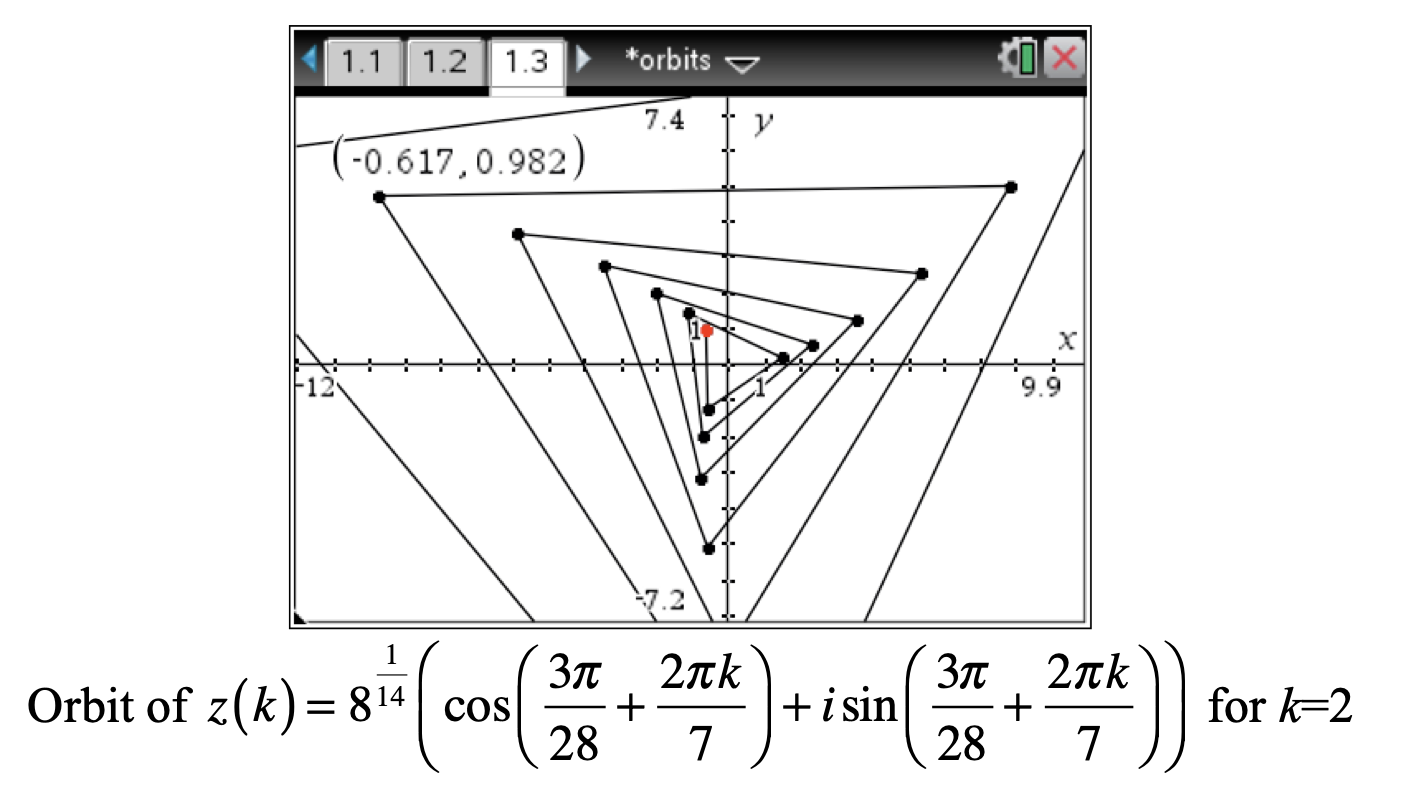 1.1 1.2 1.3 *orbits
7.4 y
(-0.617,0.982)
1
x
-12 1 9.9
-7.2
Orbit of z(k) = 8^(1/14) (cos(3π/28 + 2πk/7) + i sin(3π/28 + 2πk/7)) for k=2